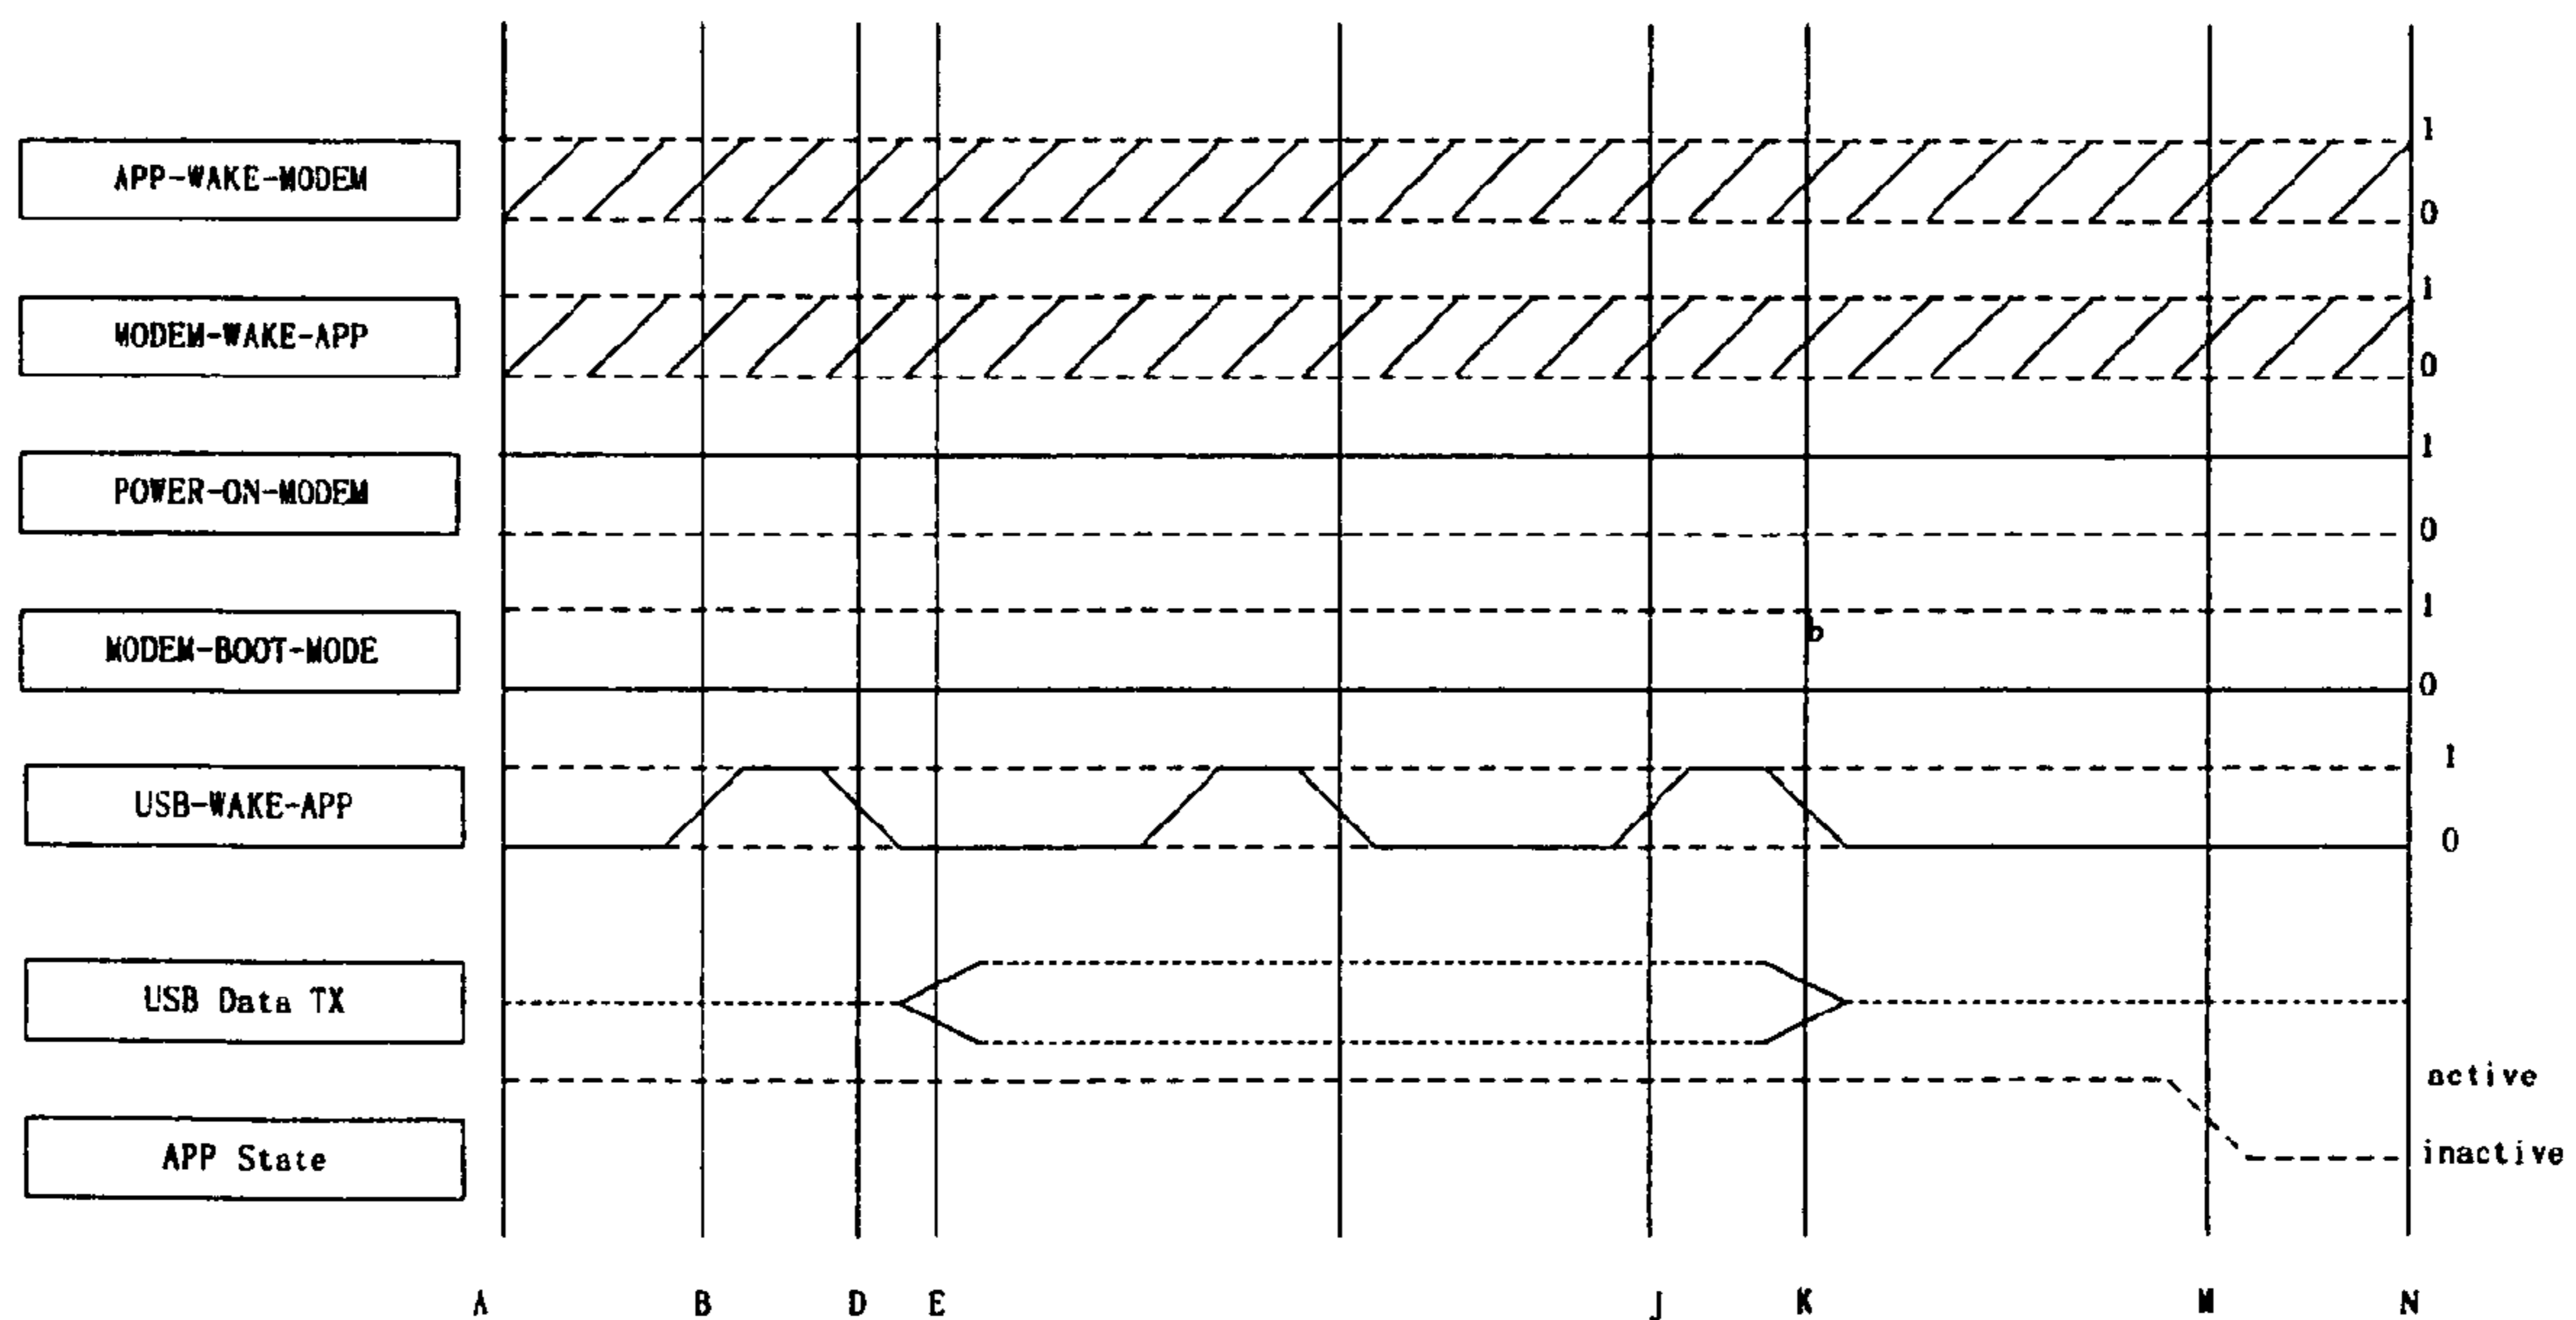 APP-WAKE-MODEM
1
0
MODEM-WAKE-APP
1
0
POWER-ON-MODEM
1
0
MODEM-BOOT-MODE
1
b
0
USB-WAKE-APP
1
0
USB Data TX
active
APP State
inactive
A B D E J K M N